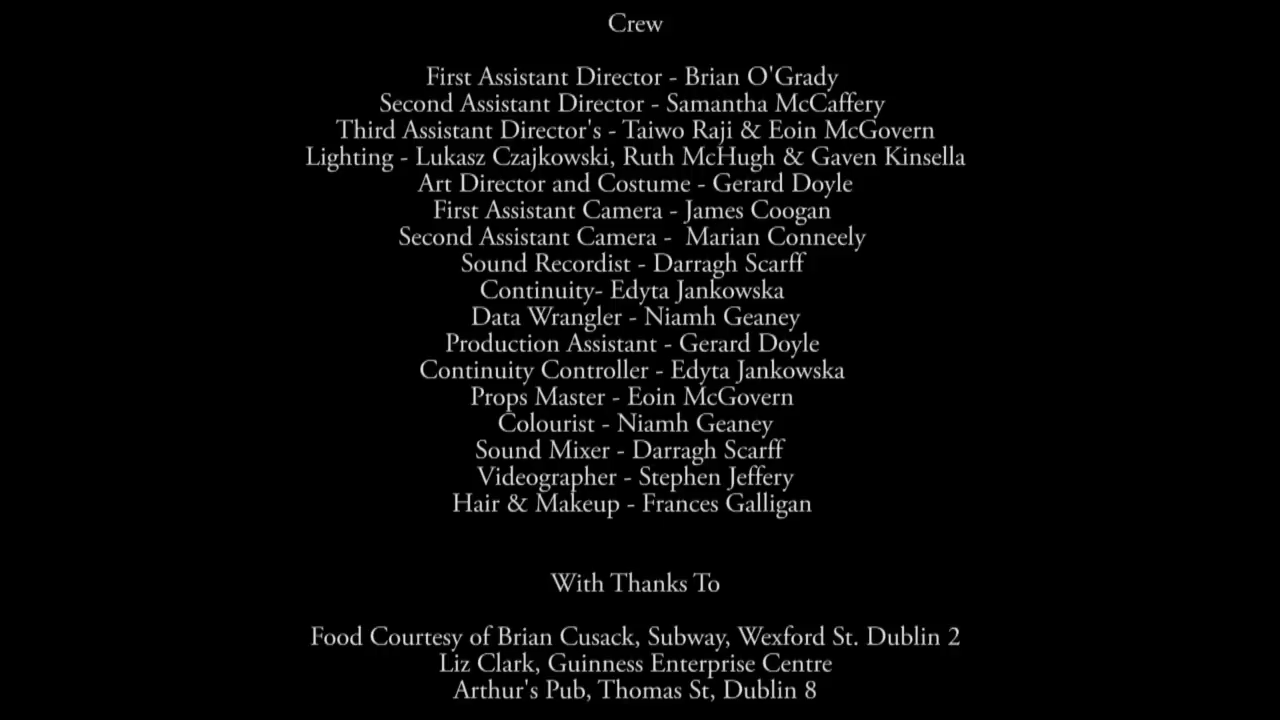 Crew
First Assistant Director - Brian O'Grady
Second Assistant Director - Samantha McCaffery
Third Assistant Director's - Taiwo Raji & Eoin McGovern
Lighting - Lukasz Czajkowski, Ruth McHugh & Gaven Kinsella
Art Director and Costume - Gerard Doyle
First Assistant Camera - James Coogan
Second Assistant Camera -  Marian Conneely
Sound Recordist - Darragh Scarff
Continuity- Edyta Jankowska
Data Wrangler - Niamh Geaney
Production Assistant - Gerard Doyle
Continuity Controller - Edyta Jankowska
Props Master - Eoin McGovern
Colourist - Niamh Geaney
Sound Mixer - Darragh Scarff
Videographer - Stephen Jeffery
Hair & Makeup - Frances Galligan
With Thanks To
Food Courtesy of Brian Cusack, Subway, Wexford St. Dublin 2
Liz Clark, Guinness Enterprise Centre
Arthur's Pub, Thomas St, Dublin 8